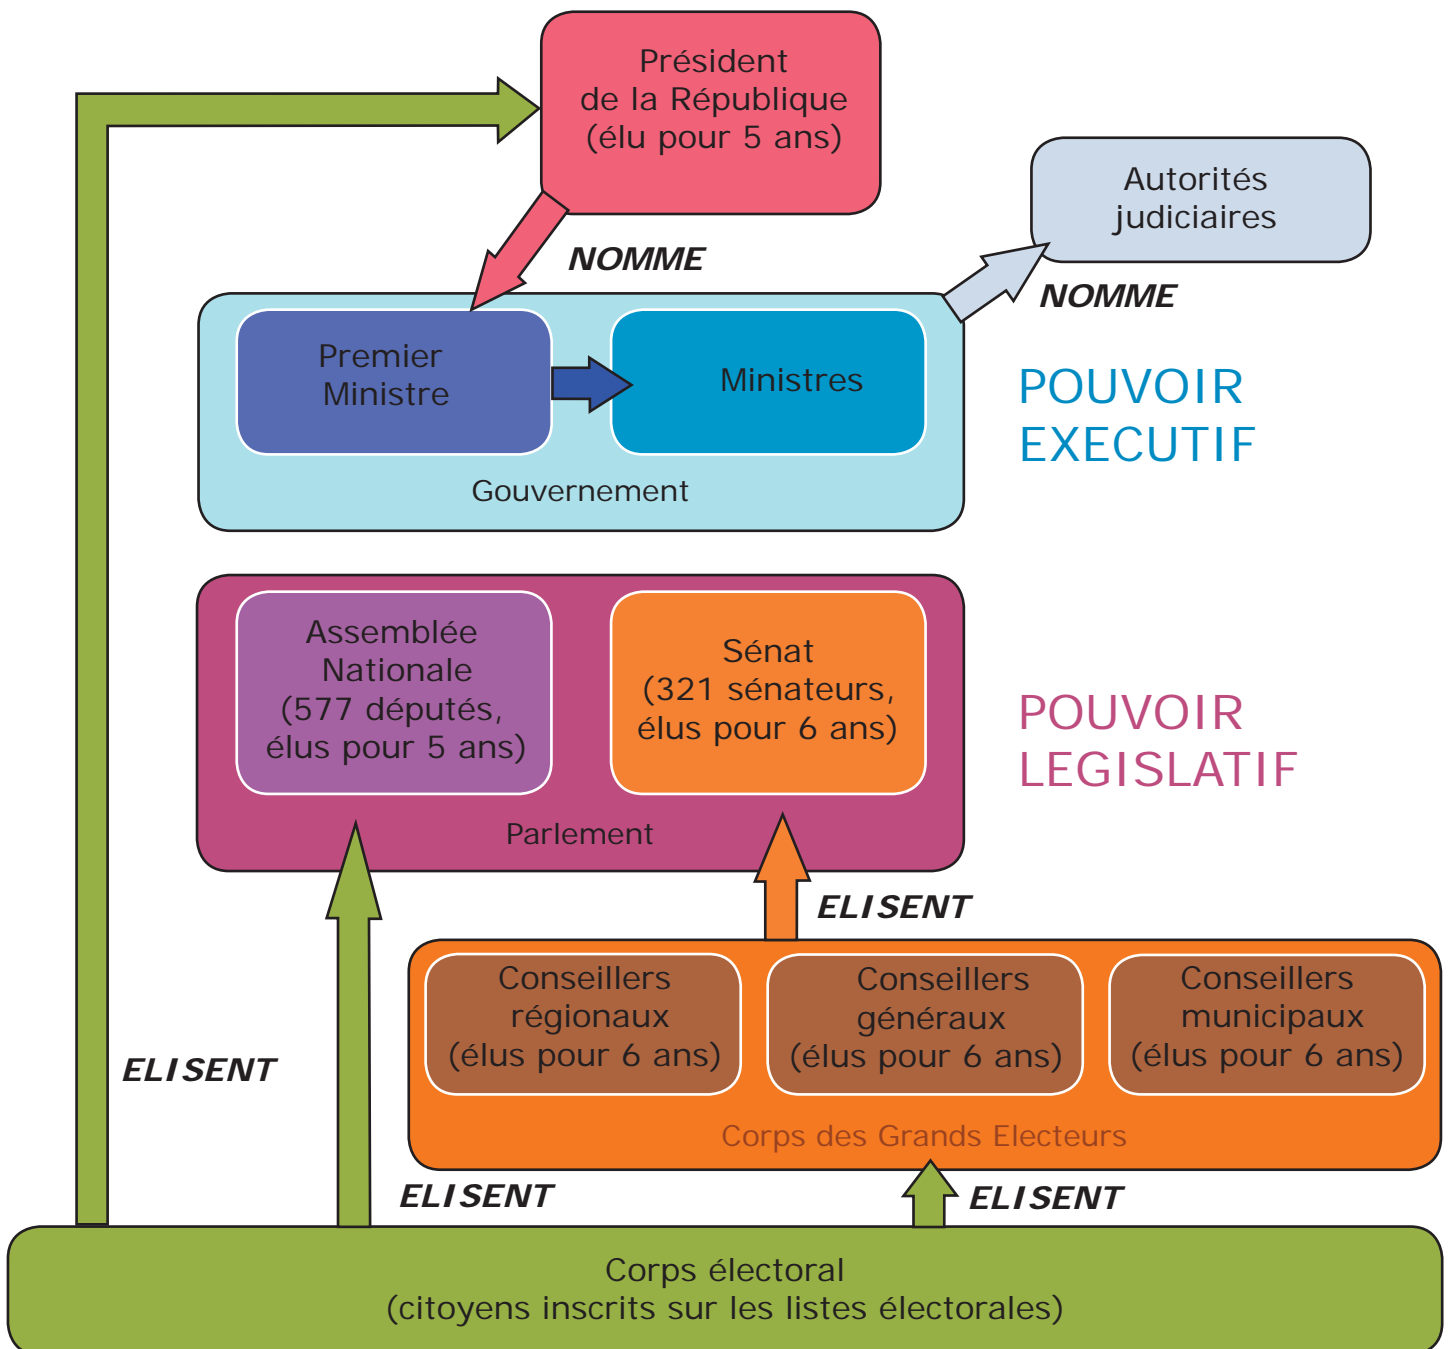 Président
de la République
(élu pour 5 ans)
Autorités
judiciaires
NOMME
NOMME
Premier
Ministre
Ministres
Gouvernement
POUVOIR
EXECUTIF
Assemblée
Nationale
(577 députés,
élus pour 5 ans)
Sénat
(321 sénateurs,
élus pour 6 ans)
Parlement
POUVOIR
LEGISLATIF
ELISENT
Conseillers
régionaux
(élus pour 6 ans)
Conseillers
généraux
(élus pour 6 ans)
Conseillers
municipaux
(élus pour 6 ans)
Corps des Grands Electeurs
ELISENT
ELISENT
ELISENT
Corps électoral
(citoyens inscrits sur les listes électorales)